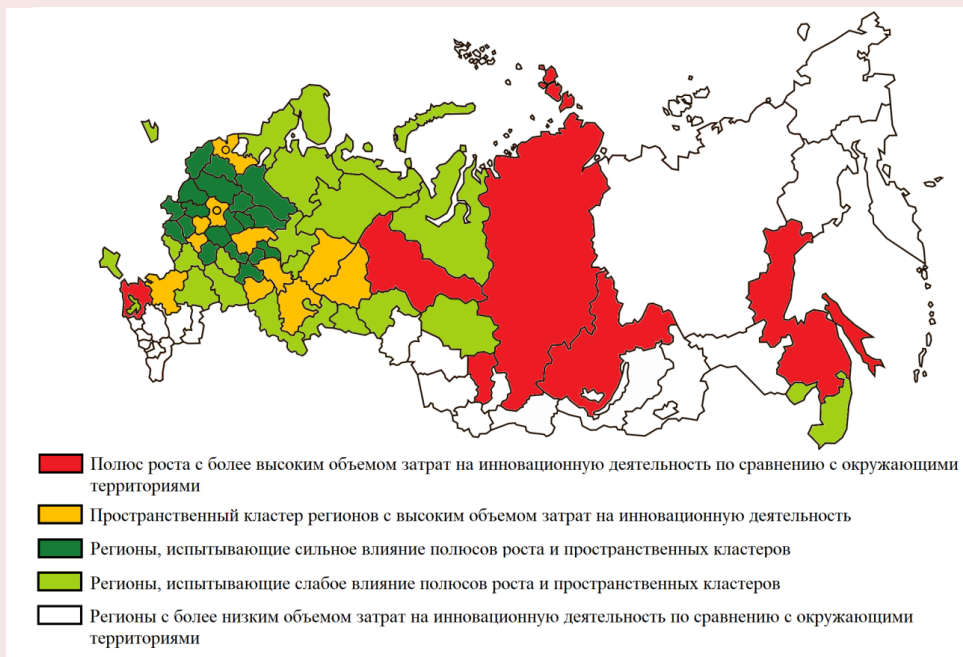 Полюс роста с более высоким объемом затрат на инновационную деятельность по сравнению с окружающими
территориями
Пространственный кластер регионов с высоким объемом затрат на инновационную деятельность
Регионы, испытывающие сильное влияние полюсов роста и пространственных кластеров
Регионы, испытывающие слабое влияние полюсов роста и пространственных кластеров
Регионы с более низким объемом затрат на инновационную деятельность по сравнению с окружающими
территориями